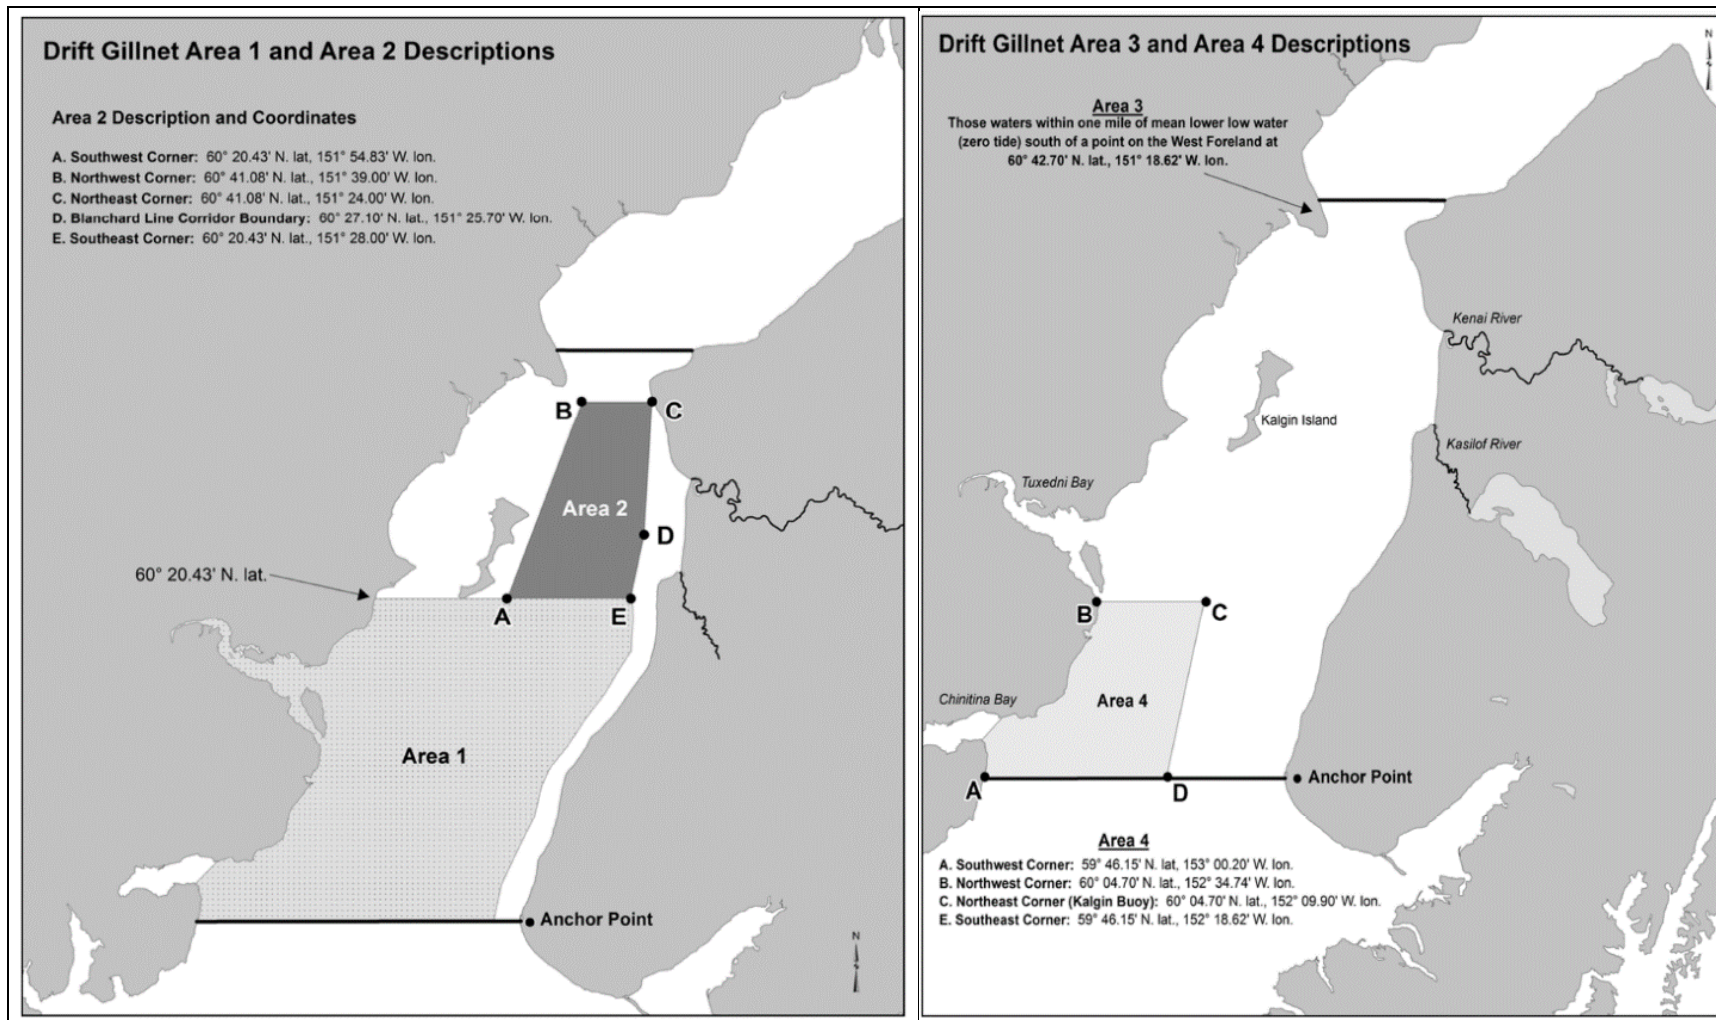 Drift Gillnet Area 1 and Area 2 Descriptions
Area 2 Description and Coordinates
A. Southwest Corner: 60° 20.43' N. lat, 151° 54.83' W. lon.
B. Northwest Corner: 60° 41.08' N. lat., 151° 39.00' W. lon.
C. Northeast Corner: 60° 41.08' N. lat., 151° 24.00' W. lon.
D. Blanchard Line Corridor Boundary: 60° 27.10' N. lat., 151° 25.70' W. lon.
E. Southeast Corner: 60° 20.43' N. lat., 151° 28.00' W. lon.
B
C
Area 2
D
60° 20.43' N. lat.
A
E
Area 1
Anchor Point
N
Drift Gillnet Area 3 and Area 4 Descriptions
N
Area 3
Those waters within one mile of mean lower low water
(zero tide) south of a point on the West Foreland at
60° 42.70' N. lat., 151° 18.62' W. lon.
Kenai River
Kalgin Island
Kasilof River
Tuxedni Bay
B
C
Chinitina Bay
Area 4
A
D
Anchor Point
Area 4
A. Southwest Corner: 59° 46.15' N. lat, 153° 00.20' W. lon.
B. Northwest Corner: 60° 04.70' N. lat., 152° 34.74' W. lon.
C. Northeast Corner (Kalgin Buoy): 60° 04.70' N. lat., 152° 09.90' W. lon.
E. Southeast Corner: 59° 46.15' N. lat., 152° 18.62' W. lon.